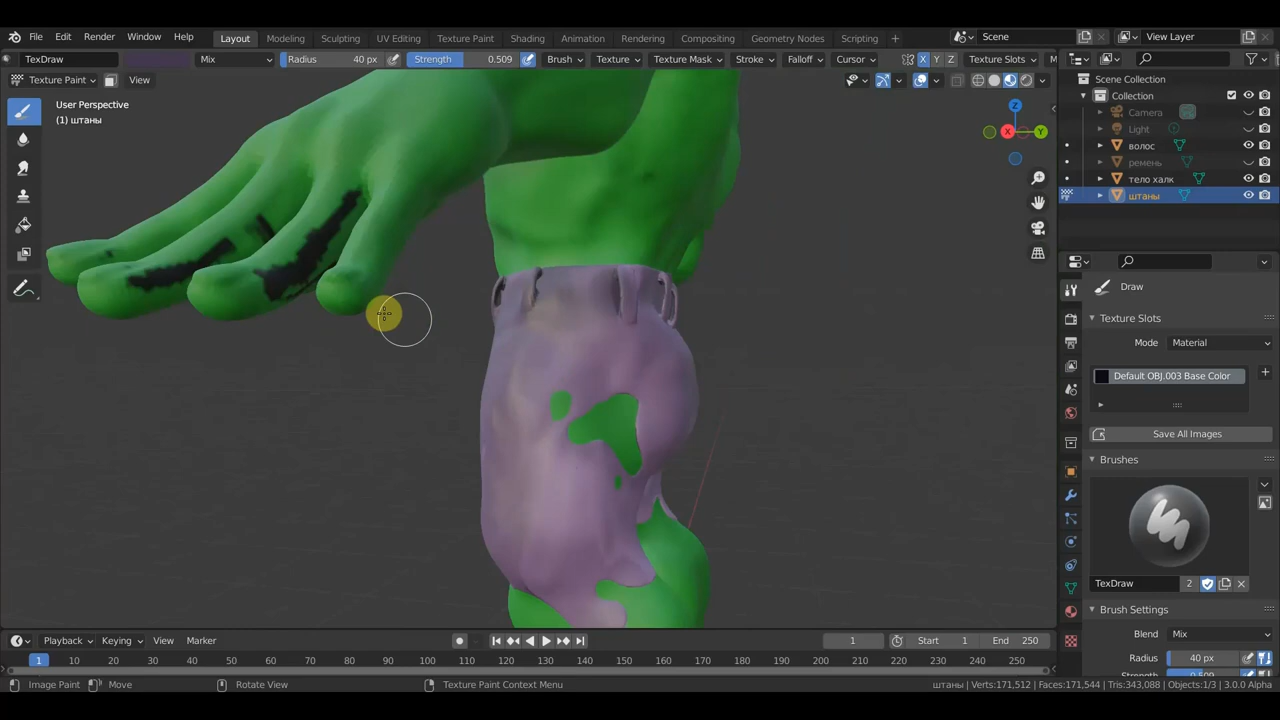 File Edit Render Window Help Layout Modeling Sculpting UV Editing Texture Paint Shading Animation Rendering Compositing Geometry Nodes Scripting + Scene View Layer
TexDraw Mix Radius 40 px Strength 0.509 Brush Texture Texture Mask Stroke Falloff Cursor X Y Z Texture Slots M
Texture Paint View
User Perspective
(1) штаны
Z
X
Y
Scene Collection
Collection
Camera
Light
волос
ремень
тело халк
штаны
Draw
Texture Slots
Mode Material
Default OBJ.003 Base Color
Save All Images
Brushes
TexDraw 2
Brush Settings
Blend Mix
Radius 40 px
Playback Keying View Marker 1 Start 1 End 250
1 10 20 30 40 50 60 70 80 90 100 110 120 130 140 150 160 170 180 190 200 210 220 230 240 250
Image Paint Move Rotate View Texture Paint Context Menu штаны | Verts:171,512 | Faces:171,544 | Tris:343,088 | Objects:1/3 | 3.0.0 Alpha